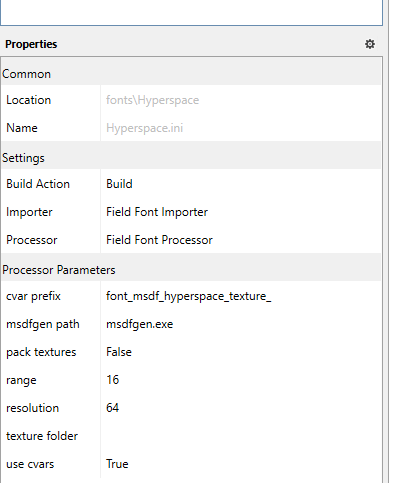 Properties
Common
Location fonts\Hyperspace
Name Hyperspace.ini
Settings
Build Action Build
Importer Field Font Importer
Processor Field Font Processor
Processor Parameters
cvar prefix font_msdf_hyperspace_texture_
msdfgen path msdfgen.exe
pack textures False
range 16
resolution 64
texture folder
use cvars True